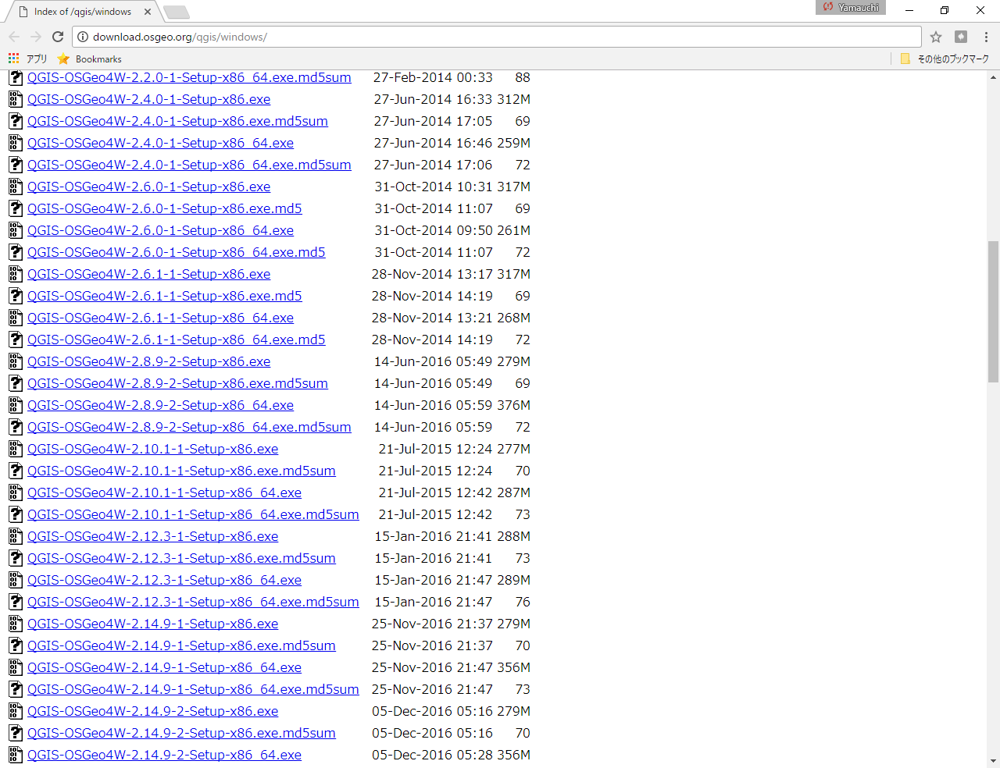 Index of /qgis/windows
Yamauchi
download.osgeo.org/qgis/windows/
アプリ Bookmarks その他のブックマーク
QGIS-OSGeo4W-2.2.0-1-Setup-x86_64.exe.md5sum 27-Feb-2014 00:33 88
QGIS-OSGeo4W-2.4.0-1-Setup-x86.exe 27-Jun-2014 16:33 312M
QGIS-OSGeo4W-2.4.0-1-Setup-x86.exe.md5sum 27-Jun-2014 17:05 69
QGIS-OSGeo4W-2.4.0-1-Setup-x86_64.exe 27-Jun-2014 16:46 259M
QGIS-OSGeo4W-2.4.0-1-Setup-x86_64.exe.md5sum 27-Jun-2014 17:06 72
QGIS-OSGeo4W-2.6.0-1-Setup-x86.exe 31-Oct-2014 10:31 317M
QGIS-OSGeo4W-2.6.0-1-Setup-x86.exe.md5 31-Oct-2014 11:07 69
QGIS-OSGeo4W-2.6.0-1-Setup-x86_64.exe 31-Oct-2014 09:50 261M
QGIS-OSGeo4W-2.6.0-1-Setup-x86_64.exe.md5 31-Oct-2014 11:07 72
QGIS-OSGeo4W-2.6.1-1-Setup-x86.exe 28-Nov-2014 13:17 317M
QGIS-OSGeo4W-2.6.1-1-Setup-x86.exe.md5 28-Nov-2014 14:19 69
QGIS-OSGeo4W-2.6.1-1-Setup-x86_64.exe 28-Nov-2014 13:21 268M
QGIS-OSGeo4W-2.6.1-1-Setup-x86_64.exe.md5 28-Nov-2014 14:19 72
QGIS-OSGeo4W-2.8.9-2-Setup-x86.exe 14-Jun-2016 05:49 279M
QGIS-OSGeo4W-2.8.9-2-Setup-x86.exe.md5sum 14-Jun-2016 05:49 69
QGIS-OSGeo4W-2.8.9-2-Setup-x86_64.exe 14-Jun-2016 05:59 376M
QGIS-OSGeo4W-2.8.9-2-Setup-x86_64.exe.md5sum 14-Jun-2016 05:59 72
QGIS-OSGeo4W-2.10.1-1-Setup-x86.exe 21-Jul-2015 12:24 277M
QGIS-OSGeo4W-2.10.1-1-Setup-x86.exe.md5sum 21-Jul-2015 12:24 70
QGIS-OSGeo4W-2.10.1-1-Setup-x86_64.exe 21-Jul-2015 12:42 287M
QGIS-OSGeo4W-2.10.1-1-Setup-x86_64.exe.md5sum 21-Jul-2015 12:42 73
QGIS-OSGeo4W-2.12.3-1-Setup-x86.exe 15-Jan-2016 21:41 288M
QGIS-OSGeo4W-2.12.3-1-Setup-x86.exe.md5sum 15-Jan-2016 21:41 73
QGIS-OSGeo4W-2.12.3-1-Setup-x86_64.exe 15-Jan-2016 21:47 289M
QGIS-OSGeo4W-2.12.3-1-Setup-x86_64.exe.md5sum 15-Jan-2016 21:47 76
QGIS-OSGeo4W-2.14.9-1-Setup-x86.exe 25-Nov-2016 21:37 279M
QGIS-OSGeo4W-2.14.9-1-Setup-x86.exe.md5sum 25-Nov-2016 21:37 70
QGIS-OSGeo4W-2.14.9-1-Setup-x86_64.exe 25-Nov-2016 21:47 356M
QGIS-OSGeo4W-2.14.9-1-Setup-x86_64.exe.md5sum 25-Nov-2016 21:47 73
QGIS-OSGeo4W-2.14.9-2-Setup-x86.exe 05-Dec-2016 05:16 279M
QGIS-OSGeo4W-2.14.9-2-Setup-x86.exe.md5sum 05-Dec-2016 05:16 70
QGIS-OSGeo4W-2.14.9-2-Setup-x86_64.exe 05-Dec-2016 05:28 356M